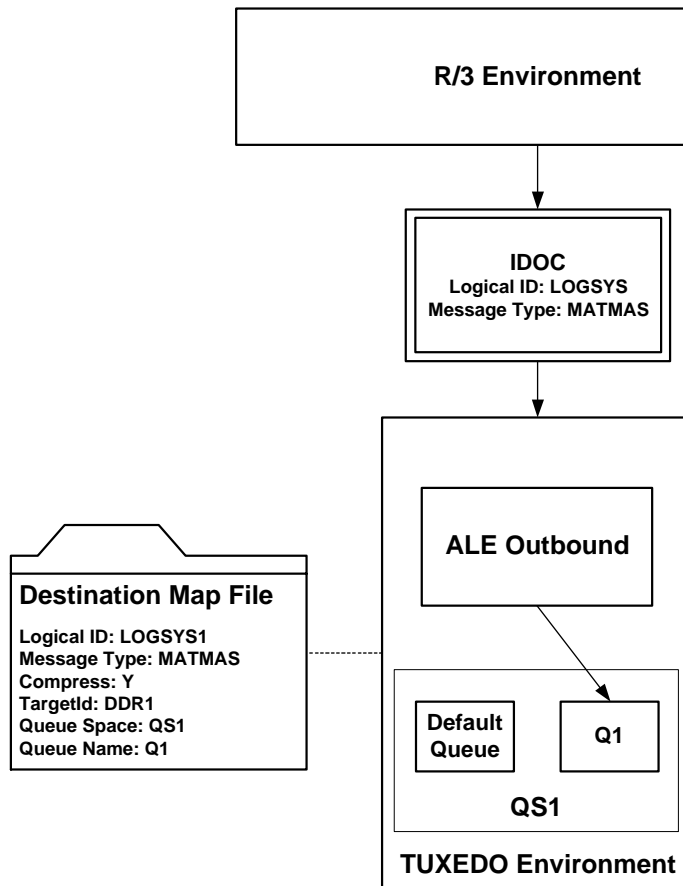 R/3 Environment
IDOC
Logical ID: LOGSYS
Message Type: MATMAS
ALE Outbound
Destination Map File
Logical ID: LOGSYS1
Message Type: MATMAS
Compress: Y
TargetId: DDR1
Queue Space: QS1
Queue Name: Q1
Default
Queue
Q1
QS1
TUXEDO Environment